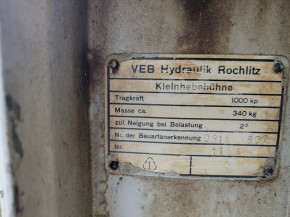 VEB Hydraulik Rochlitz
Kleinhebebühne
Tragkraft 1000 kp
Masse ca. 340 kg
zul. Neigung bei Belastung 2°
Nr. der Bauartanerkennung
Nr.